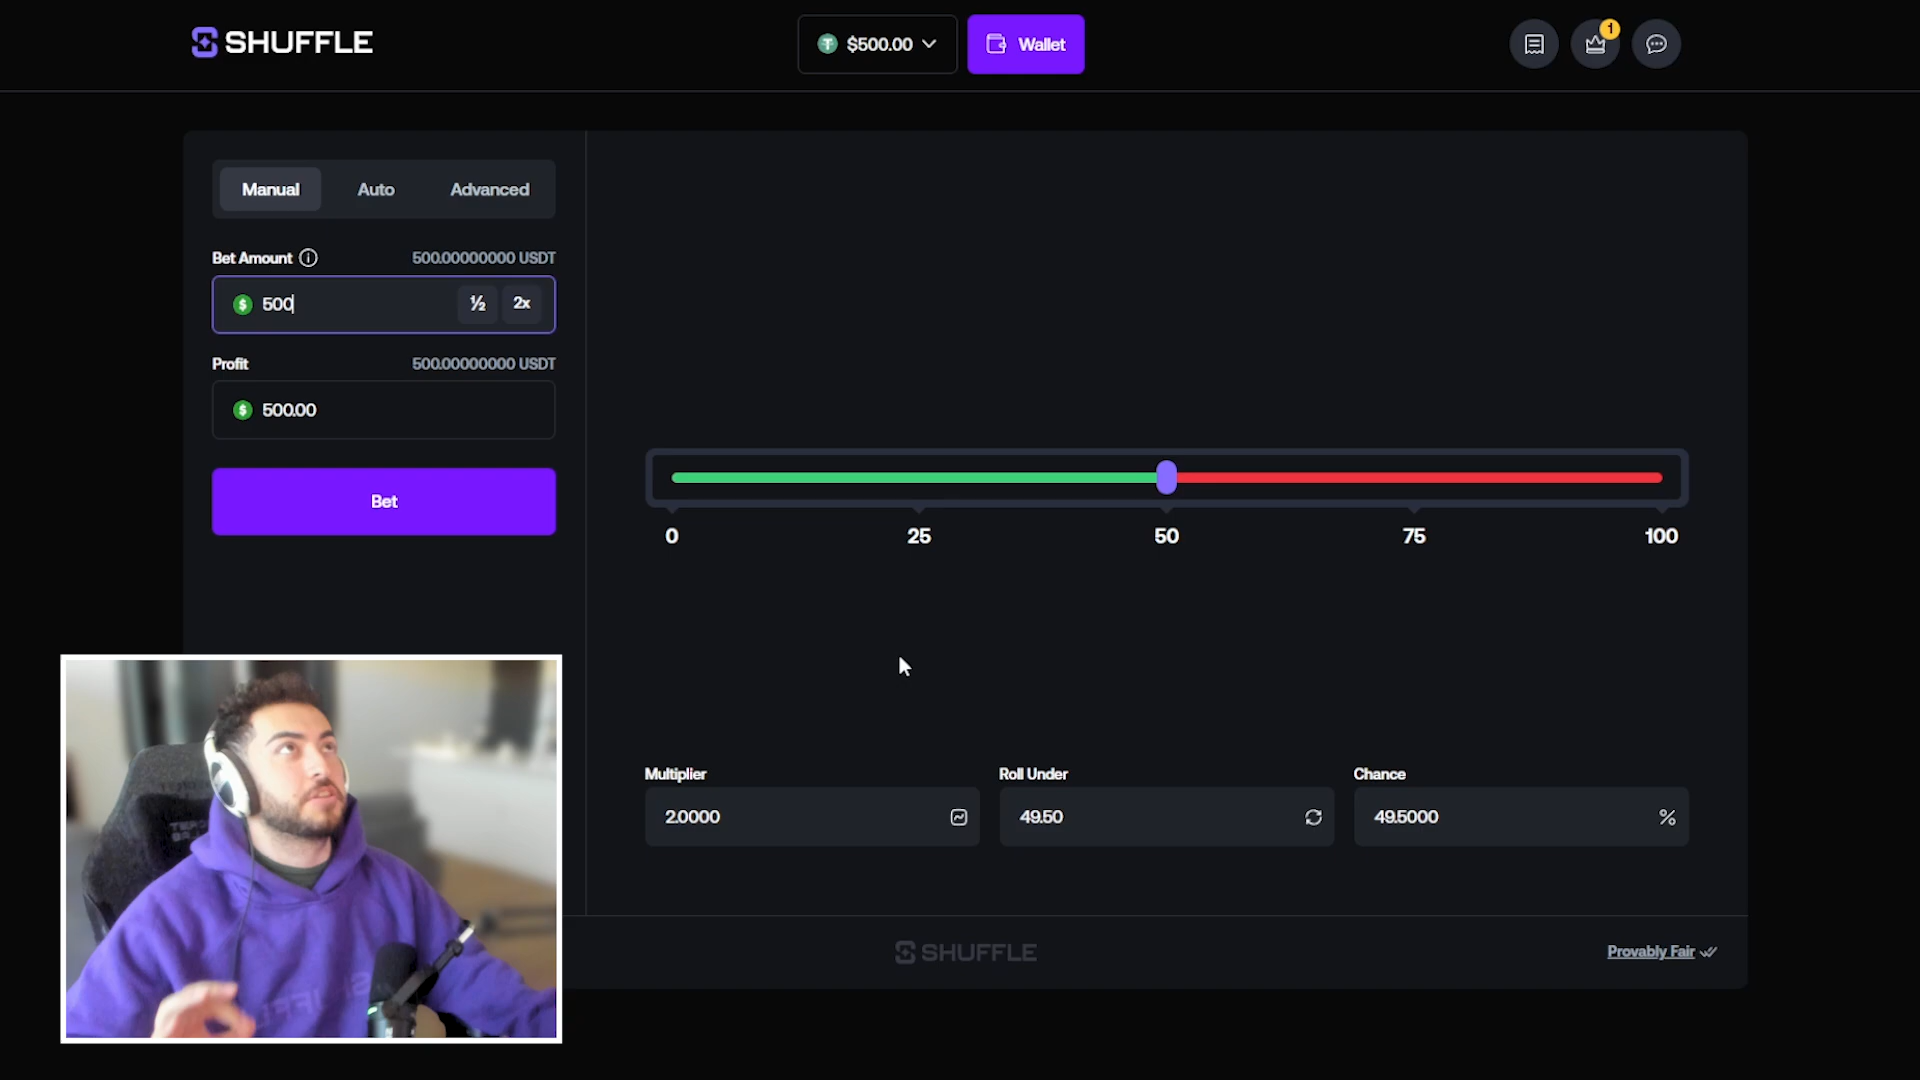 SHUFFLE
$500.00
Wallet
1
Manual Auto Advanced
Bet Amount 500.00000000 USDT
500 ½ 2x
Profit 500.00000000 USDT
500.00
Bet
0 25 50 75 100
Multiplier Roll Under Chance
2.0000 49.50 49.5000 %
SHUFFLE
Provably Fair